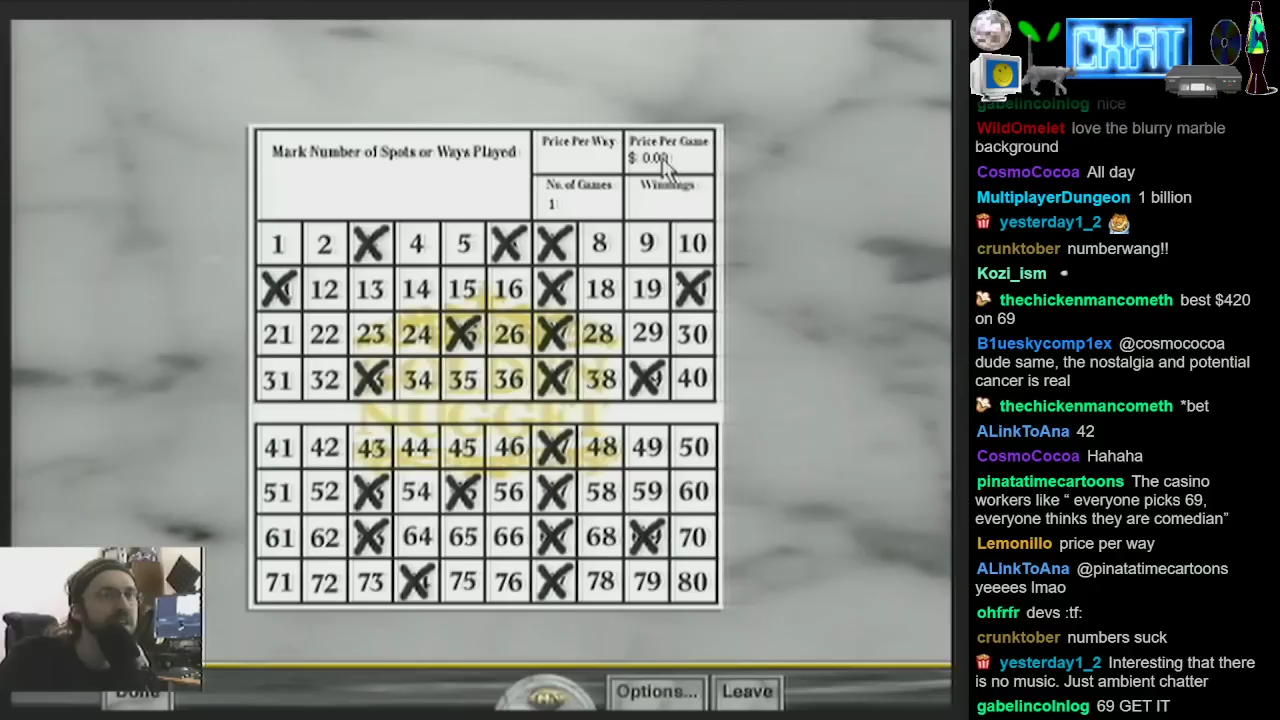 CHAT
gabelincolnlog nice
WildOmelet love the blurry marble
background
CosmoCocoa All day
MultiplayerDungeon 1 billion
yesterday1_2
crunktober numberwang!!
Kozi_ism
thechickenmancometh best $420
on 69
B1ueskycomp1ex @cosmococoa
dude same, the nostalgia and potential
cancer is real
thechickenmancometh *bet
ALinkToAna 42
CosmoCocoa Hahaha
pinatatimecartoons The casino
workers like “ everyone picks 69,
everyone thinks they are comedian”
Lemonillo price per way
ALinkToAna @pinatatimecartoons
yeeees lmao
ohfrfr devs :tf:
crunktober numbers suck
yesterday1_2 Interesting that there
is no music. Just ambient chatter
gabelincolnlog 69 GET IT
Mark Number of Spots or Ways Played
Price Per Way
Price Per Game
$ 0.00
No. of Games
1
Winnings
1 2 4 5 8 9 10
12 13 14 15 16 18 19
21 22 23 24 26 28 29 30
31 32 34 35 36 38 40
GOLDEN
NUGGET
41 42 43 44 45 46 48 49 50
51 52 54 56 58 59 60
61 62 64 65 66 68 70
71 72 73 75 76 78 79 80
Done
GN
Options...
Leave